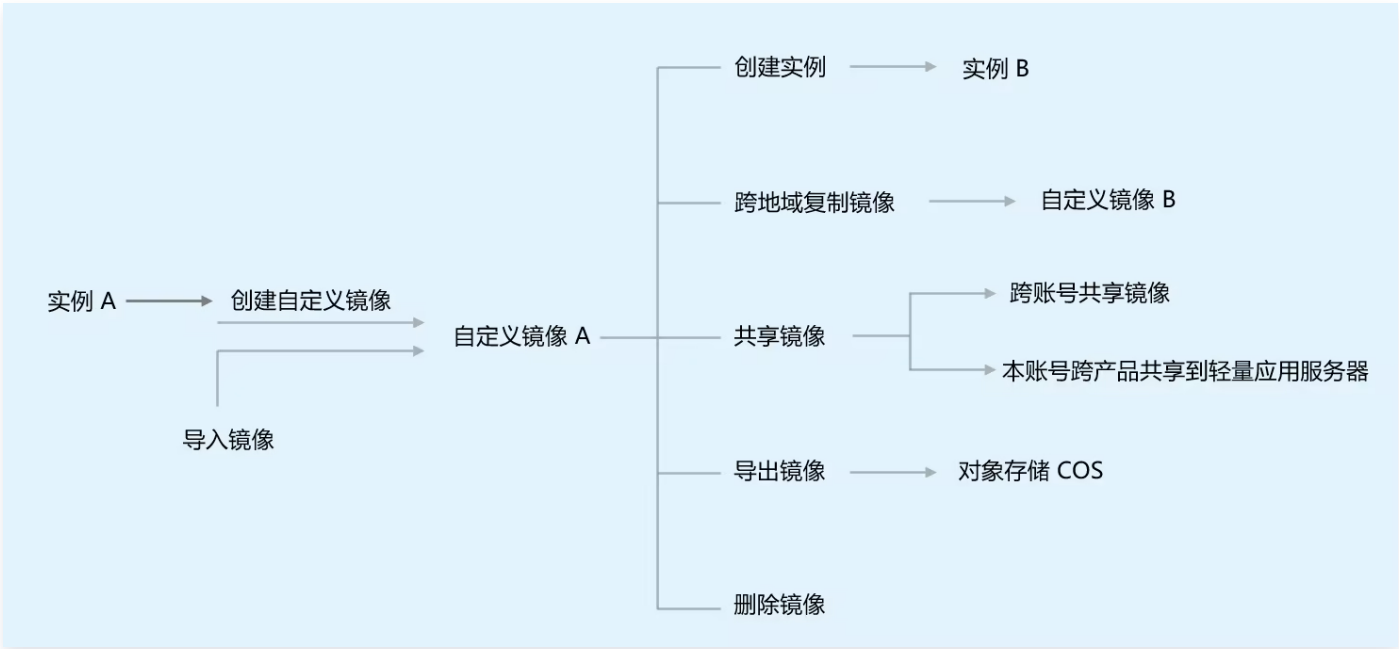 创建实例
实例 B
跨地域复制镜像
自定义镜像 B
实例 A
创建自定义镜像
跨账号共享镜像
自定义镜像 A
共享镜像
本账号跨产品共享到轻量应用服务器
导入镜像
导出镜像
对象存储 COS
删除镜像